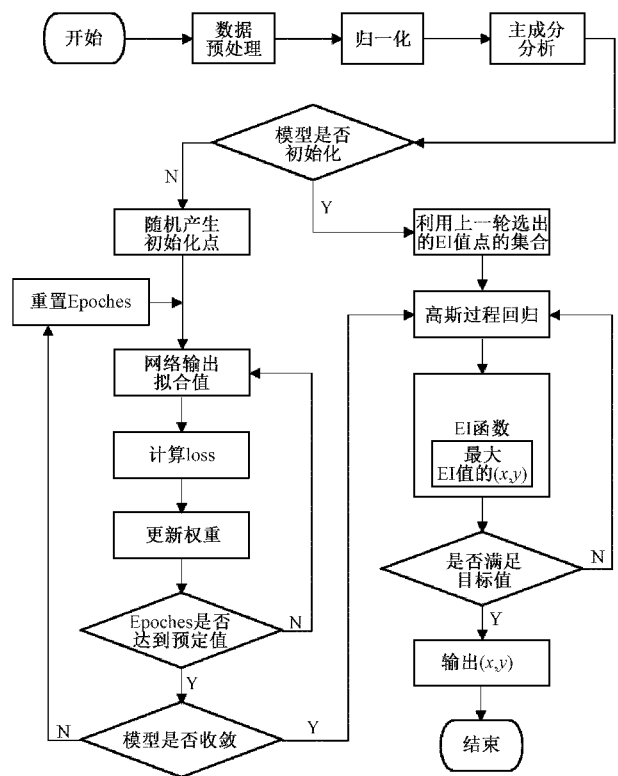 开始
数据
预处理
归一化
主成分
分析
模型是否
初始化
N
Y
随机产生
初始化点
利用上一轮选出
的EI值点的集合
重置Epoches
高斯过程回归
网络输出
拟合值
EI函数
最大
EI值的(x,y)
计算loss
更新权重
是否满足
目标值
N
Y
Epoches是否
达到预定值
N
Y
输出(x,y)
模型是否收敛
N
Y
结束